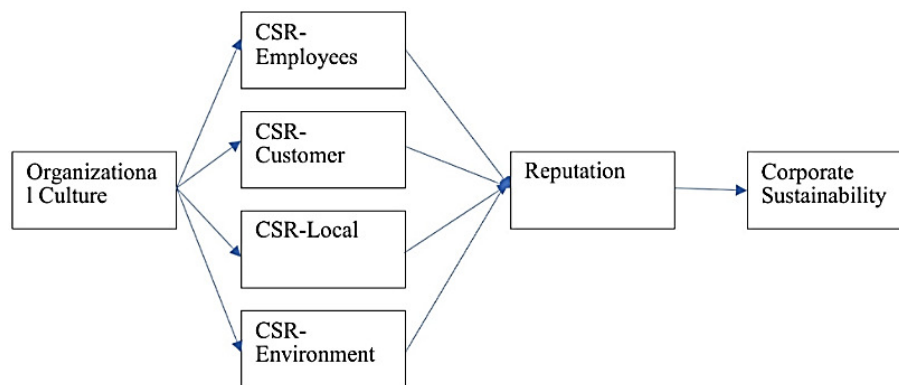 CSR-
Employees
CSR-
Customer
Organizationa
l Culture
Reputation
Corporate
Sustainability
CSR-Local
CSR-
Environment